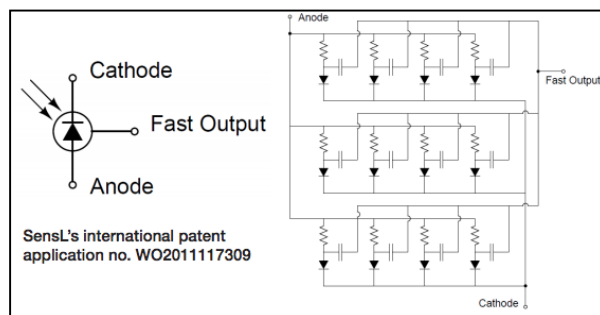 Cathode
Fast Output
Anode
SensL's international patent
application no. WO2011117309
Anode
Fast Output
Cathode